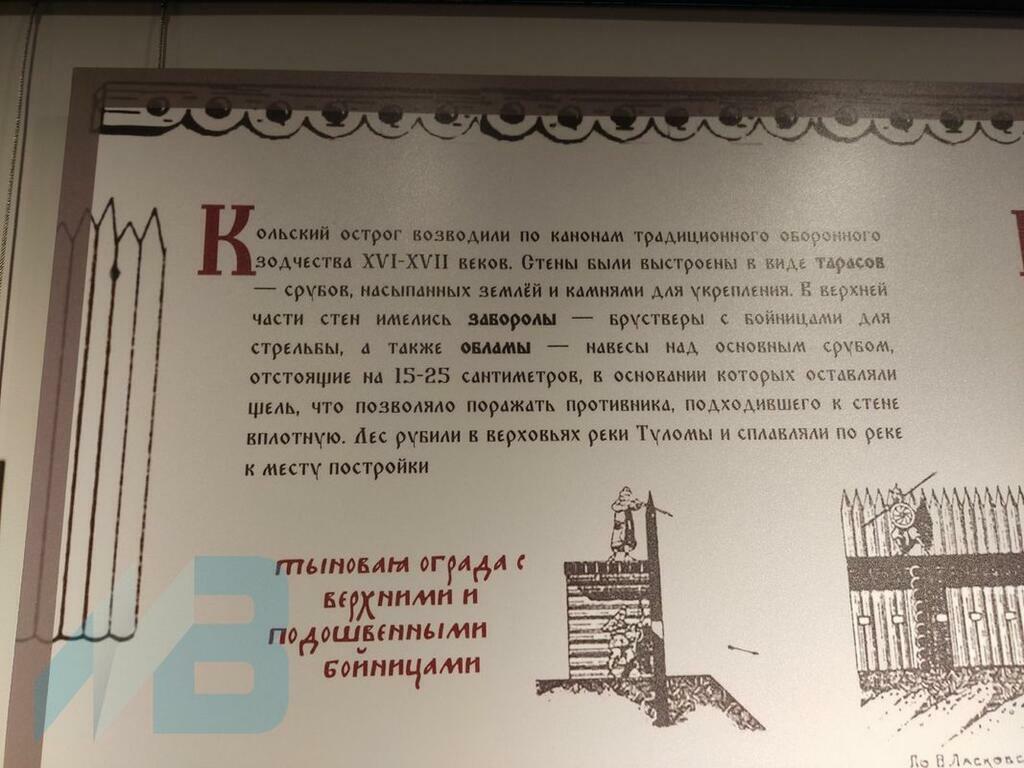 Кольский острог возводили по канонам традиционного оборонного
зодчества XVI-XVII веков. Стены были выстроены в виде тарасов
— срубов, насыпанных землёй и камнями для укрепления. В верхней
части стен имелись заборолы — брустверы с бойницами для
стрельбы, а также обламы — навесы над основным срубом,
отстоящие на 15-25 сантиметров, в основании которых оставляли
щель, что позволяло поражать противника, подходившего к стене
вплотную. Лес рубили в верховьях реки Туломы и сплавляли по реке
к месту постройки
тыновая ограда с
верхними и
подошвенными
бойницами
По В.